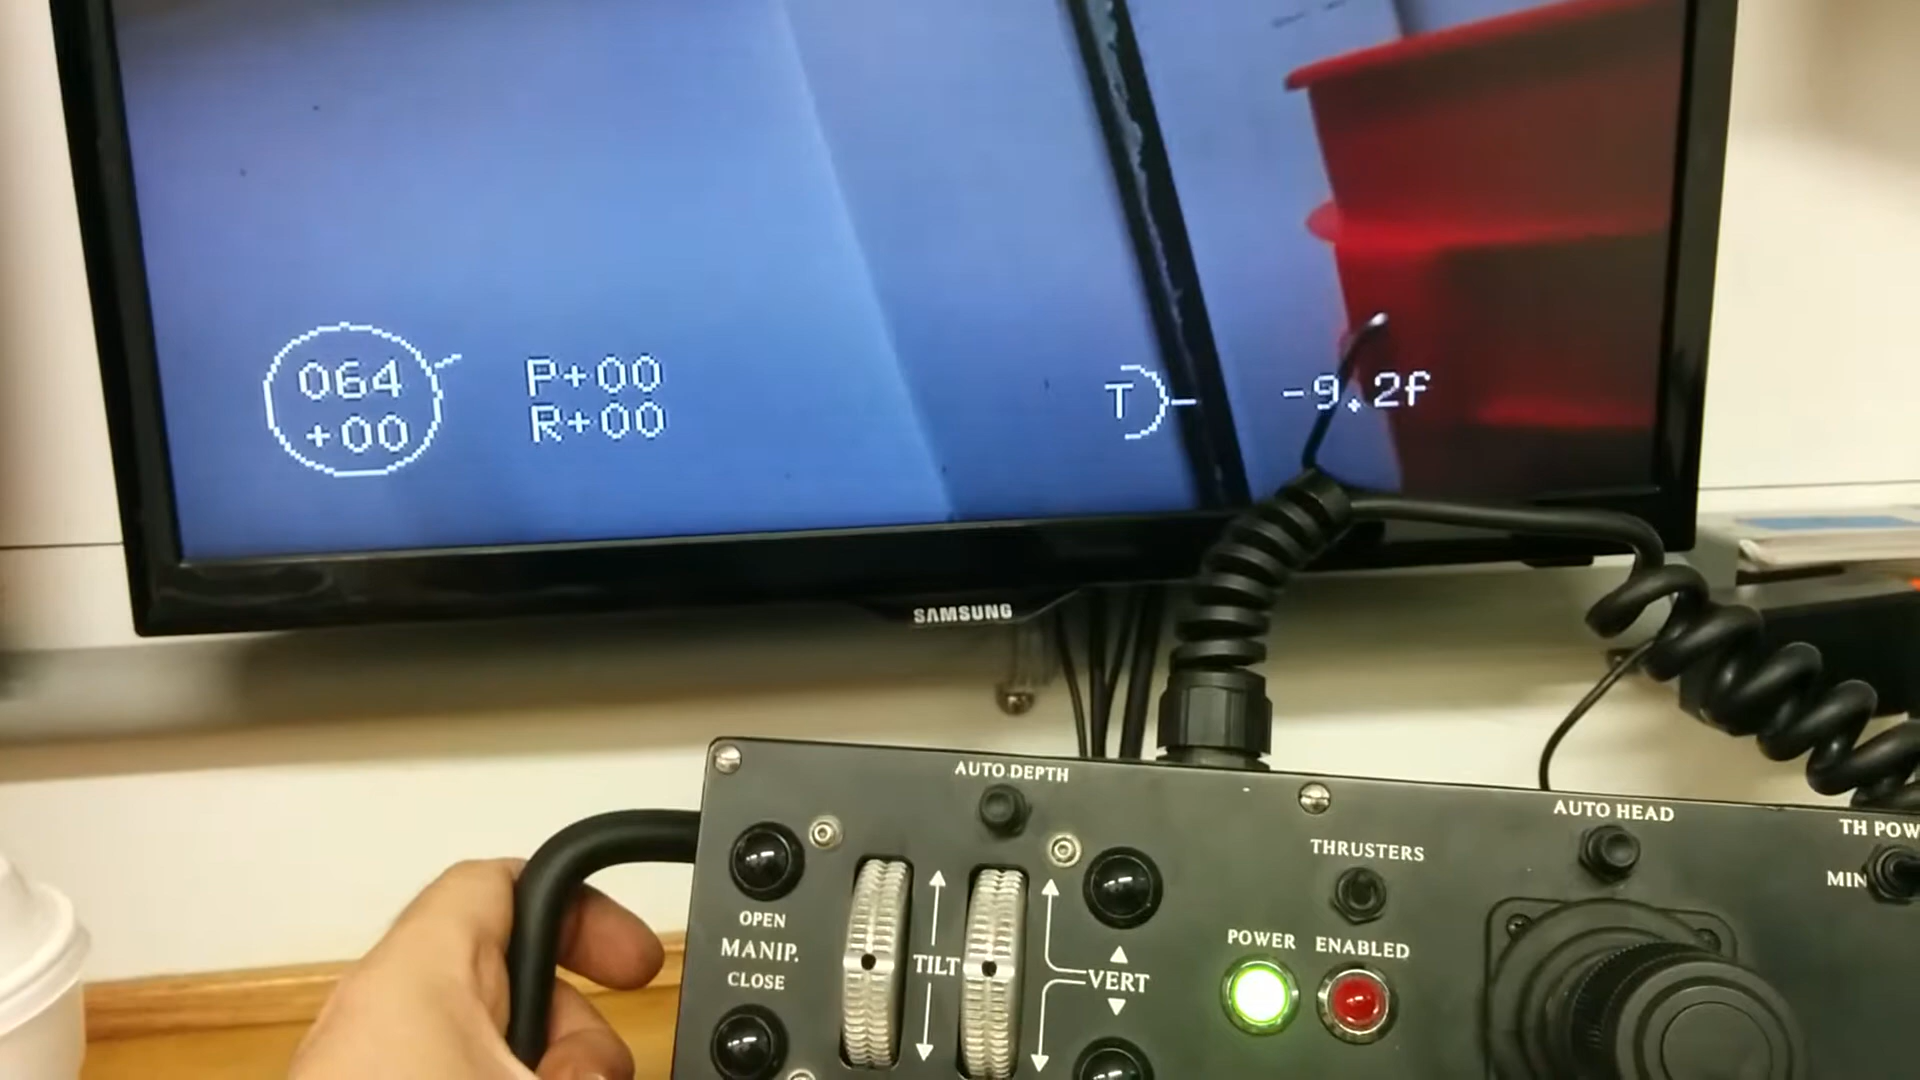 064
+00
P+00
R+00
T
-9.2f
SAMSUNG
AUTO DEPTH
AUTO HEAD
TH POW
THRUSTERS
MIN
OPEN
MANIP.
CLOSE
TILT
VERT
POWER
ENABLED